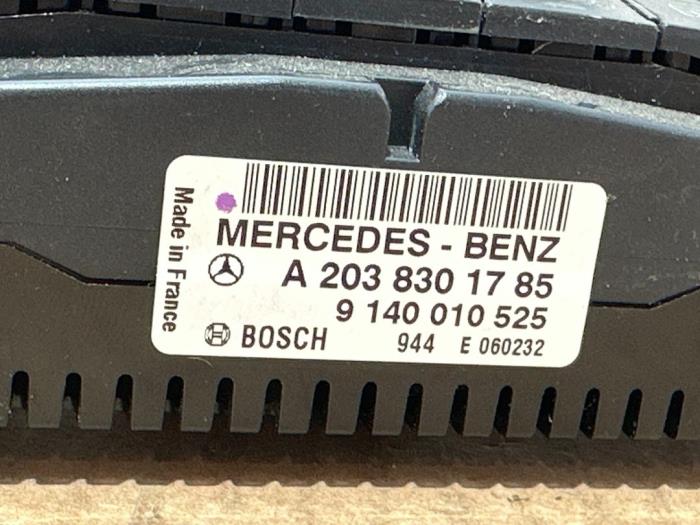 MERCEDES - BENZ
A 203 830 17 85
9 140 010 525
BOSCH 944 E 060232
Made in France